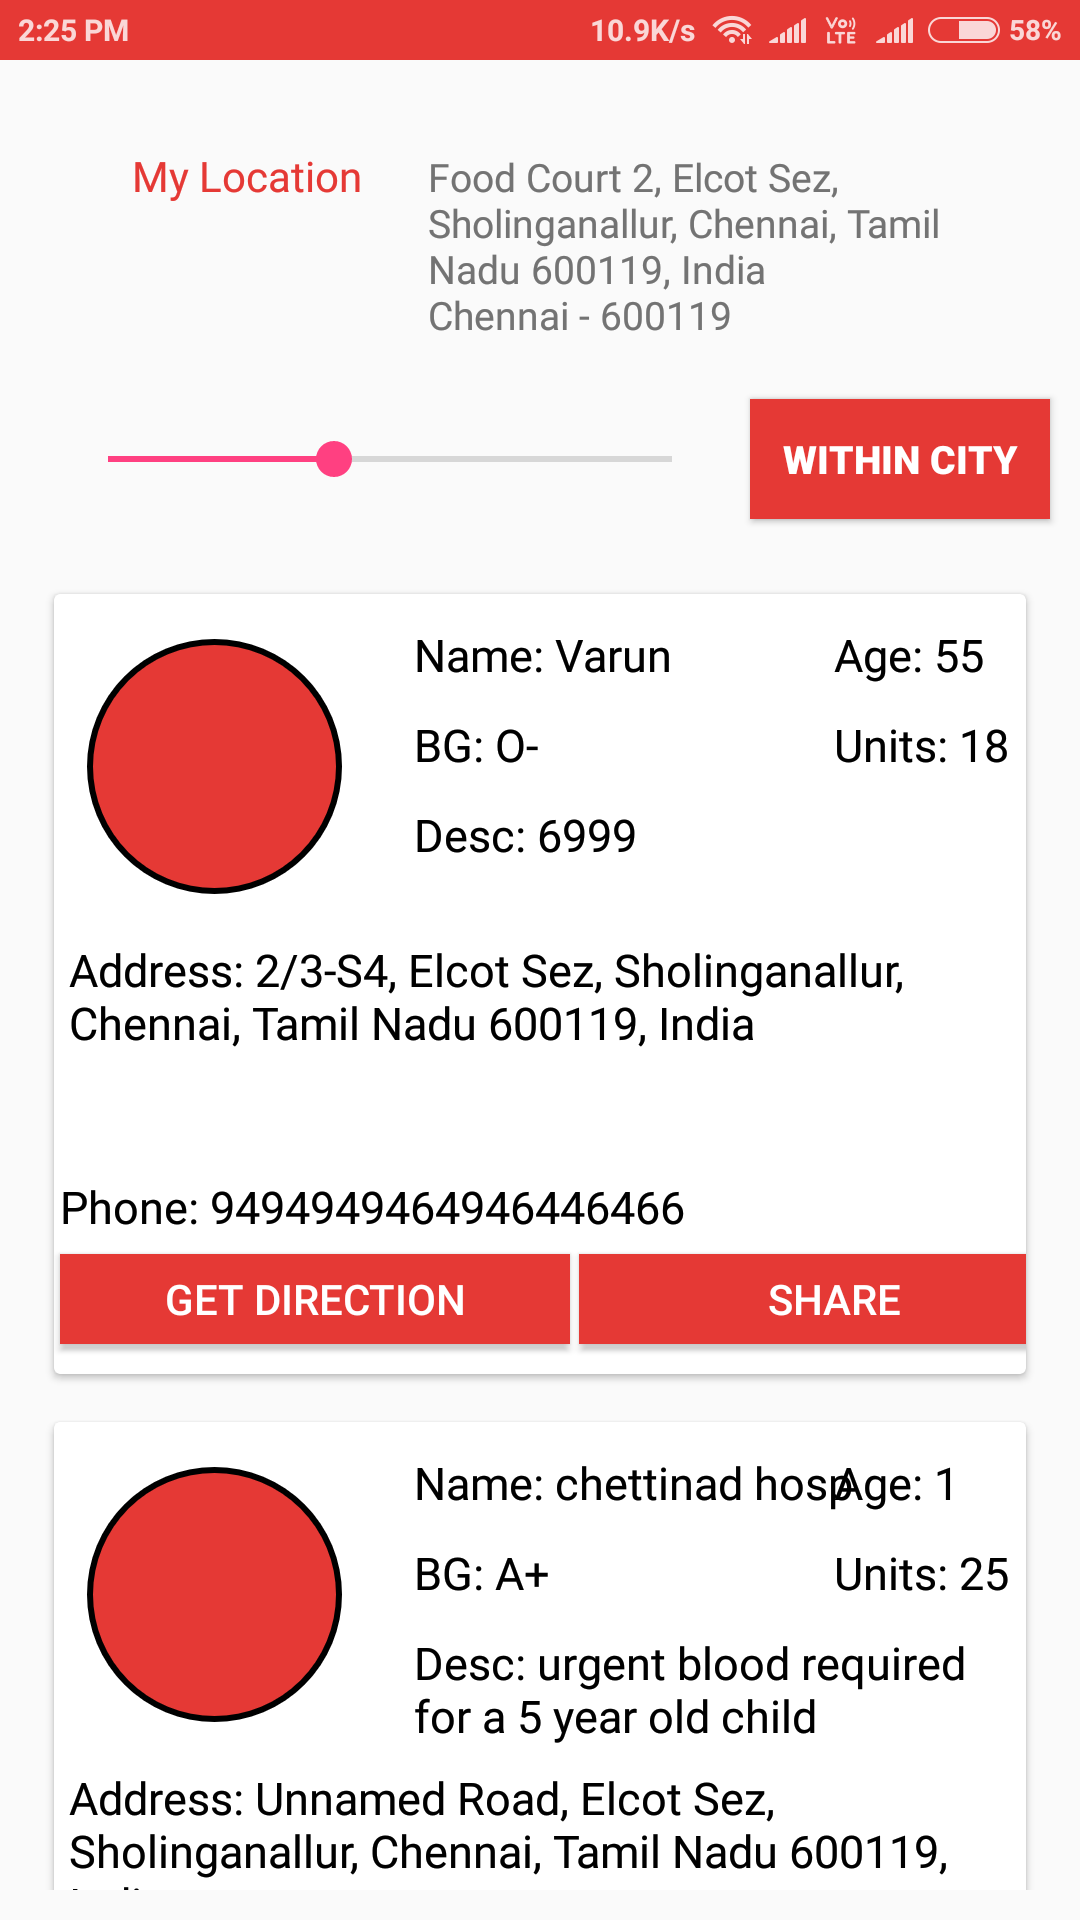 2:25 PM 10.9K/s VoLTE 58%
My Location
Food Court 2, Elcot Sez,
Sholinganallur, Chennai, Tamil
Nadu 600119, India
Chennai - 600119
WITHIN CITY
Name: Varun Age: 55
BG: O- Units: 18
Desc: 6999
Address: 2/3-S4, Elcot Sez, Sholinganallur,
Chennai, Tamil Nadu 600119, India
Phone: 9494949464946446466
GET DIRECTION SHARE
Name: chettinad hosp Age: 1
BG: A+ Units: 25
Desc: urgent blood required
for a 5 year old child
Address: Unnamed Road, Elcot Sez,
Sholinganallur, Chennai, Tamil Nadu 600119,